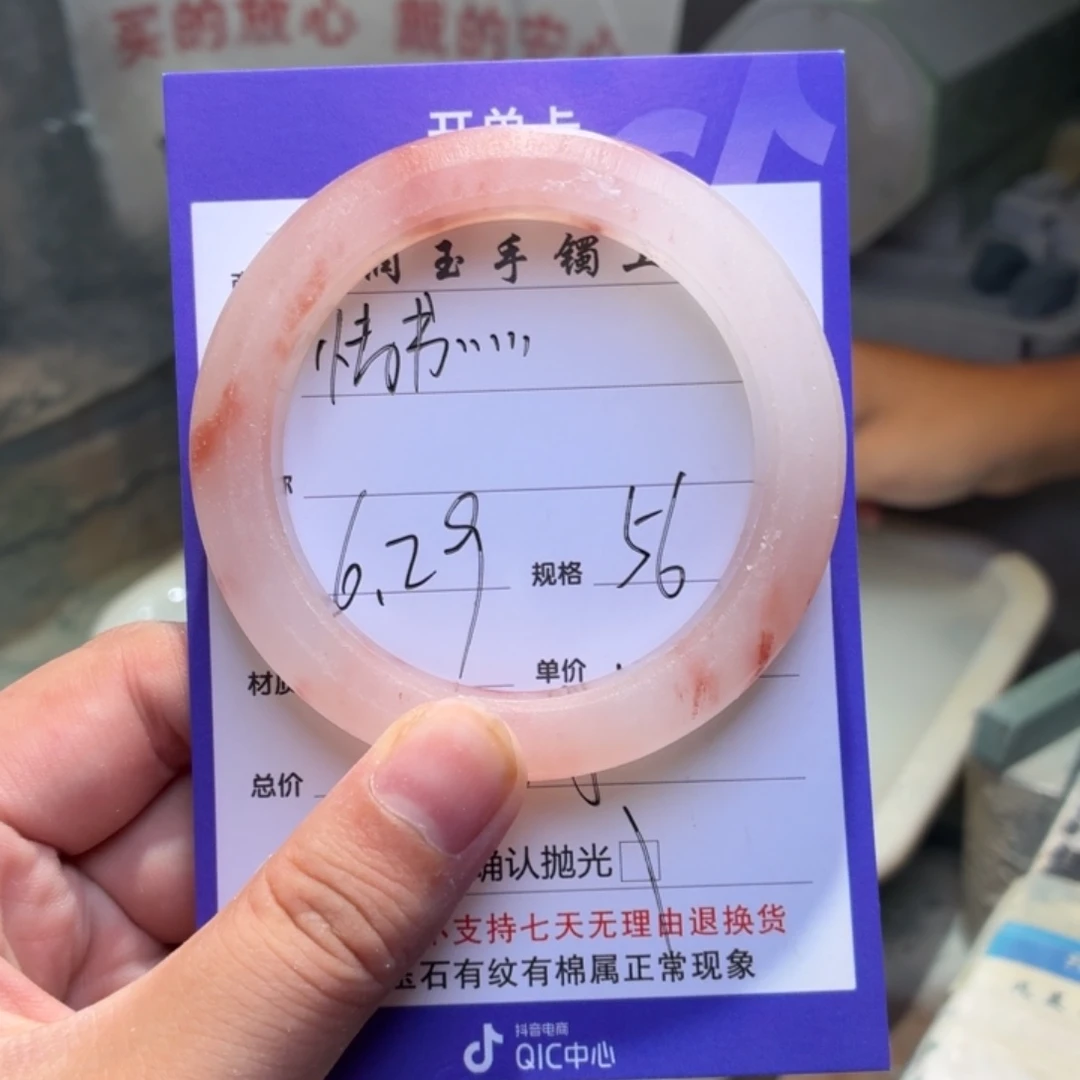 买的放心 戴的安心
开单卡
玉手镯
情书
6.29 规格 56
材质 单价
总价
确认抛光
不支持七天无理由退换货
玉石有纹有棉属正常现象
抖音电商
QIC中心